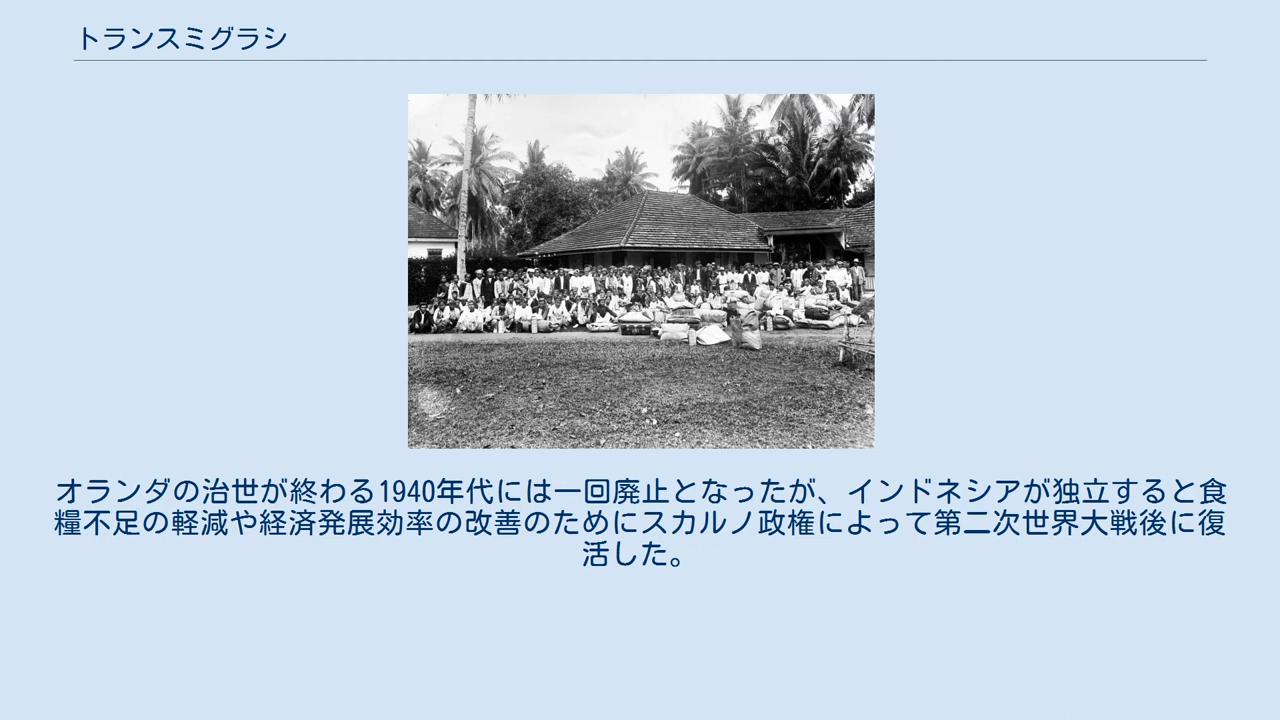 トランスミグラシ
オランダの治世が終わる1940年代には一回廃止となったが、インドネシアが独立すると食
糧不足の軽減や経済発展効率の改善のためにスカルノ政権によって第二次世界大戦後に復
活した。